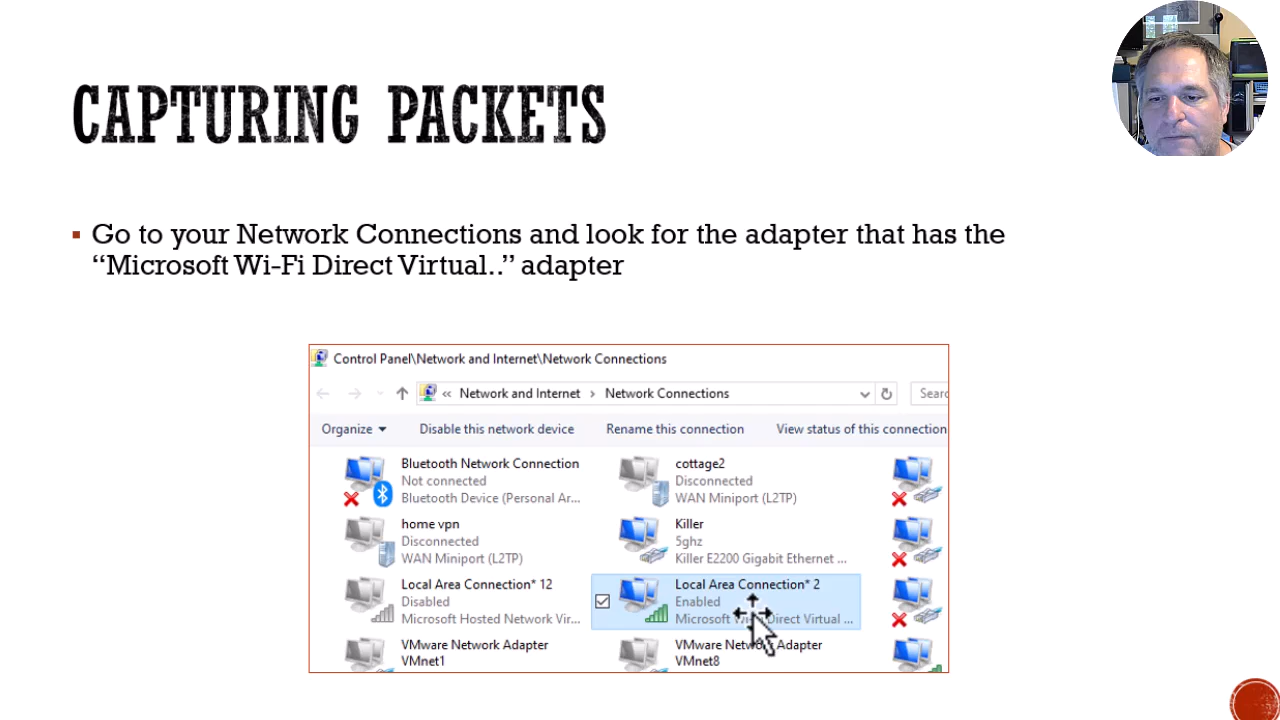 CAPTURING PACKETS
▪ Go to your Network Connections and look for the adapter that has the
“Microsoft Wi-Fi Direct Virtual..” adapter
Control Panel\Network and Internet\Network Connections
« Network and Internet › Network Connections
Organize Disable this network device Rename this connection View status of this connection
Bluetooth Network Connection
Not connected
Bluetooth Device (Personal Ar...
cottage2
Disconnected
WAN Miniport (L2TP)
home vpn
Disconnected
WAN Miniport (L2TP)
Killer
5ghz
Killer E2200 Gigabit Ethernet ...
Local Area Connection* 12
Disabled
Microsoft Hosted Network Vir...
Local Area Connection* 2
Enabled
Microsoft Direct Virtual ...
VMware Network Adapter
VMnet1
VMware Network Adapter
VMnet8